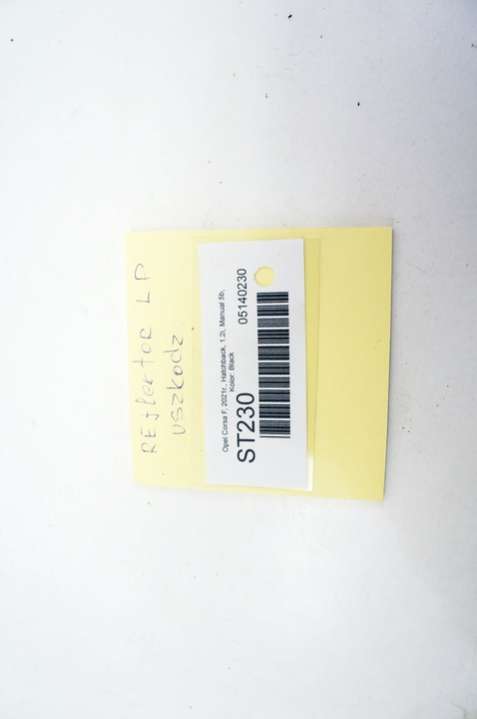 REflektor LP
uszkodz
Opel Corsa F, 2021r., Hatchback, 1.2i, Manual 5b,
Kolor: Black
ST230
05140230